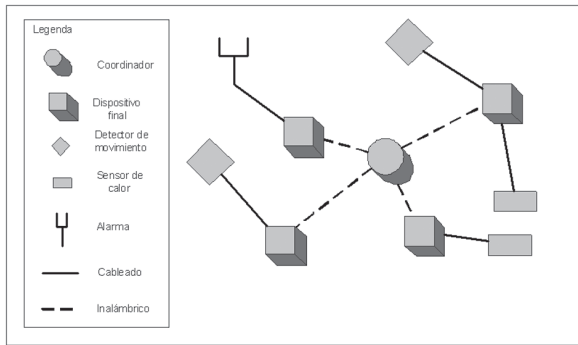 Legenda
Coordinador
Dispositivo
final
Detector de
movimiento
Sensor de
calor
Alarma
Cableado
Inalámbrico